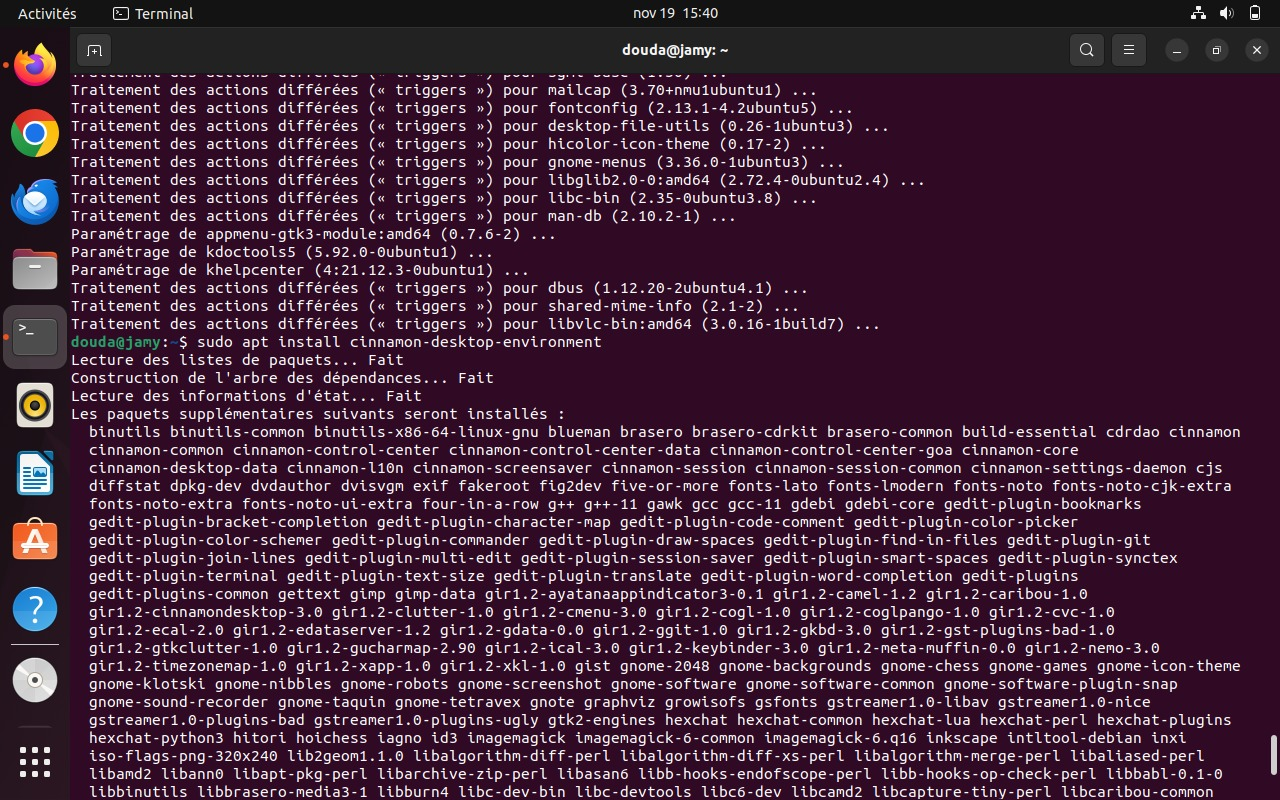 Activités
Terminal
nov 19 15:40
douda@jamy: ~
Traitement des actions différées (« triggers ») pour mailcap (3.70+nmu1ubuntu1) ...
Traitement des actions différées (« triggers ») pour fontconfig (2.13.1-4.2ubuntu5) ...
Traitement des actions différées (« triggers ») pour desktop-file-utils (0.26-1ubuntu3) ...
Traitement des actions différées (« triggers ») pour hicolor-icon-theme (0.17-2) ...
Traitement des actions différées (« triggers ») pour gnome-menus (3.36.0-1ubuntu3) ...
Traitement des actions différées (« triggers ») pour libglib2.0-0:amd64 (2.72.4-0ubuntu2.4) ...
Traitement des actions différées (« triggers ») pour libc-bin (2.35-0ubuntu3.8) ...
Traitement des actions différées (« triggers ») pour man-db (2.10.2-1) ...
Paramétrage de appmenu-gtk3-module:amd64 (0.7.6-2) ...
Paramétrage de kdoctools5 (5.92.0-0ubuntu1) ...
Paramétrage de khelpcenter (4:21.12.3-0ubuntu1) ...
Traitement des actions différées (« triggers ») pour dbus (1.12.20-2ubuntu4.1) ...
Traitement des actions différées (« triggers ») pour shared-mime-info (2.1-2) ...
Traitement des actions différées (« triggers ») pour libvlc-bin:amd64 (3.0.16-1build7) ...
douda@jamy:~$ sudo apt install cinnamon-desktop-environment
Lecture des listes de paquets... Fait
Construction de l'arbre des dépendances... Fait
Lecture des informations d'état... Fait
Les paquets supplémentaires suivants seront installés :
binutils binutils-common binutils-x86-64-linux-gnu blueman brasero brasero-cdrkit brasero-common build-essential cdrdao cinnamon
cinnamon-common cinnamon-control-center cinnamon-control-center-data cinnamon-control-center-goa cinnamon-core
cinnamon-desktop-data cinnamon-l10n cinnamon-screensaver cinnamon-session cinnamon-session-common cinnamon-settings-daemon cjs
diffstat dpkg-dev dvdauthor dvisvgm exif fakeroot fig2dev five-or-more fonts-lato fonts-lmodern fonts-noto fonts-noto-cjk-extra
fonts-noto-extra fonts-noto-ui-extra four-in-a-row g++ g++-11 gawk gcc gcc-11 gdebi gdebi-core gedit-plugin-bookmarks
gedit-plugin-bracket-completion gedit-plugin-character-map gedit-plugin-code-comment gedit-plugin-color-picker
gedit-plugin-color-schemer gedit-plugin-commander gedit-plugin-draw-spaces gedit-plugin-find-in-files gedit-plugin-git
gedit-plugin-join-lines gedit-plugin-multi-edit gedit-plugin-session-saver gedit-plugin-smart-spaces gedit-plugin-synctex
gedit-plugin-terminal gedit-plugin-text-size gedit-plugin-translate gedit-plugin-word-completion gedit-plugins
gedit-plugins-common gettext gimp gimp-data gir1.2-ayatanaappindicator3-0.1 gir1.2-camel-1.2 gir1.2-caribou-1.0
gir1.2-cinnamondesktop-3.0 gir1.2-clutter-1.0 gir1.2-cmenu-3.0 gir1.2-cogl-1.0 gir1.2-coglpango-1.0 gir1.2-cvc-1.0
gir1.2-ecal-2.0 gir1.2-edataserver-1.2 gir1.2-gdata-0.0 gir1.2-ggit-1.0 gir1.2-gkbd-3.0 gir1.2-gst-plugins-bad-1.0
gir1.2-gtkclutter-1.0 gir1.2-gucharmap-2.90 gir1.2-ical-3.0 gir1.2-keybinder-3.0 gir1.2-meta-muffin-0.0 gir1.2-nemo-3.0
gir1.2-timezonemap-1.0 gir1.2-xapp-1.0 gir1.2-xkl-1.0 gist gnome-2048 gnome-backgrounds gnome-chess gnome-games gnome-icon-theme
gnome-klotski gnome-nibbles gnome-robots gnome-screenshot gnome-software gnome-software-common gnome-software-plugin-snap
gnome-sound-recorder gnome-taquin gnome-tetravex gnote graphviz growisofs gsfonts gstreamer1.0-libav gstreamer1.0-nice
gstreamer1.0-plugins-bad gstreamer1.0-plugins-ugly gtk2-engines hexchat hexchat-common hexchat-lua hexchat-perl hexchat-plugins
hexchat-python3 hitori hoichess iagno id3 imagemagick imagemagick-6-common imagemagick-6.q16 inkscape intltool-debian inxi
iso-flags-png-320x240 lib2geom1.1.0 libalgorithm-diff-perl libalgorithm-diff-xs-perl libalgorithm-merge-perl libaliased-perl
libamd2 libann0 libapt-pkg-perl libarchive-zip-perl libasan6 libb-hooks-endofscope-perl libb-hooks-op-check-perl libbabl-0.1-0
libbinutils libbrasero-media3-1 libburn4 libc-dev-bin libc-devtools libc6-dev libcamd2 libcapture-tiny-perl libcaribou-common